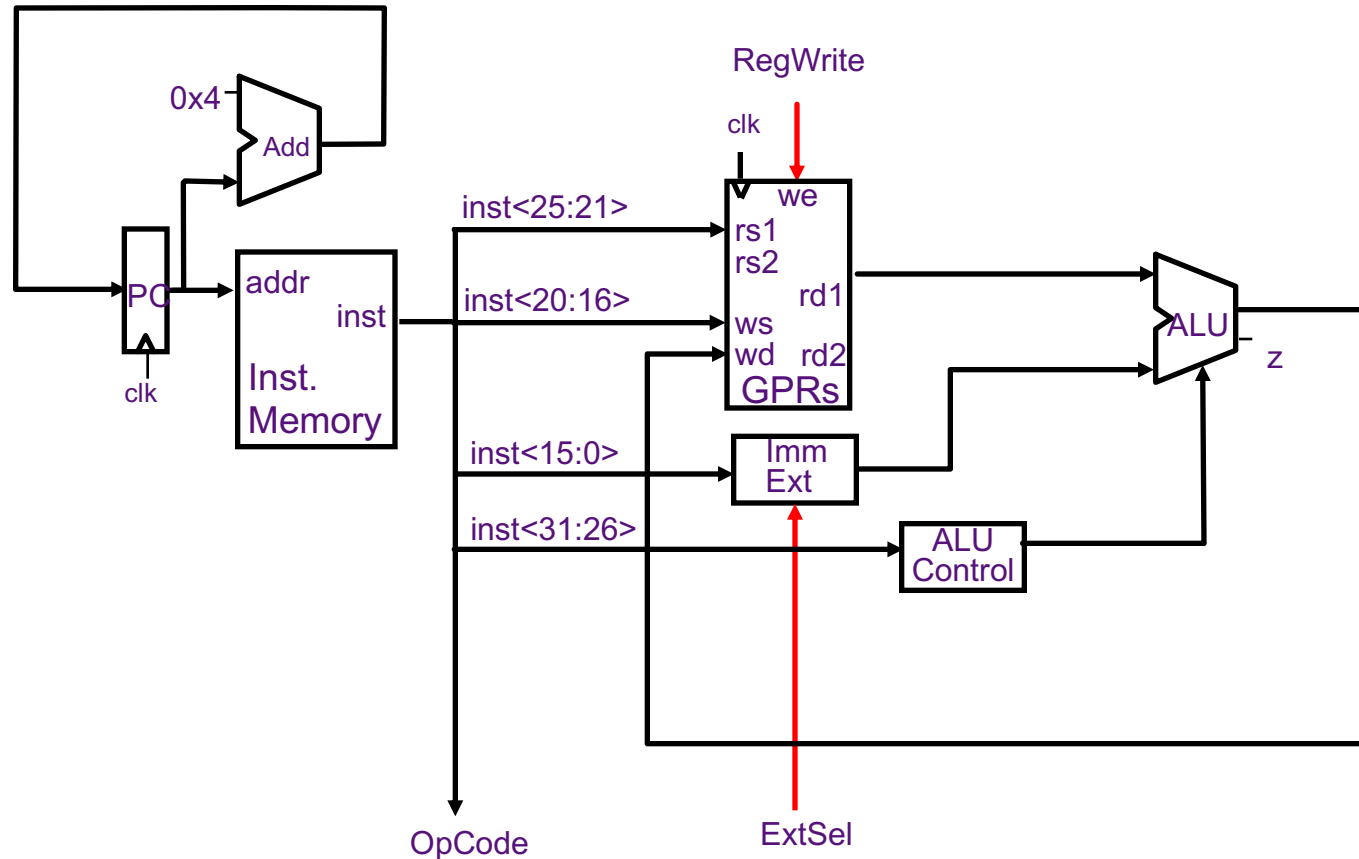 RegWrite
0x4
Add
clk
we
inst<25:21>
rs1
rs2
PC
addr
inst
inst<20:16>
rd1
ws
wd
rd2
ALU
z
clk
Inst.
Memory
GPRs
inst<15:0>
Imm
Ext
inst<31:26>
ALU
Control
OpCode
ExtSel